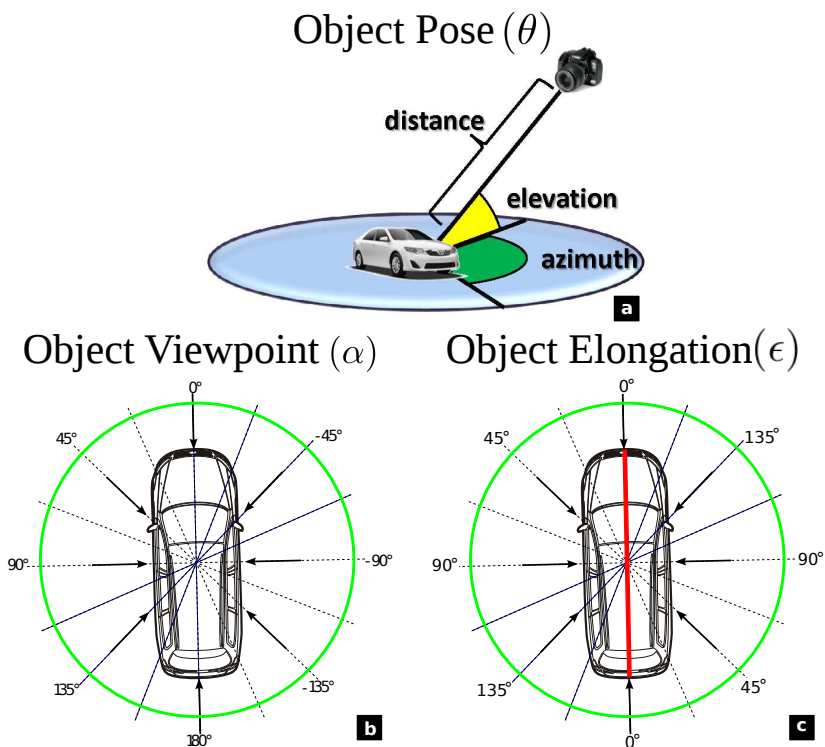 Object Pose (θ)
distance
elevation
azimuth
a
Object Viewpoint (α)
0°
45°
-45°
90°
-90°
135°
-135°
180°
b
Object Elongation(ϵ)
0°
45°
135°
90°
90°
135°
45°
0°
c